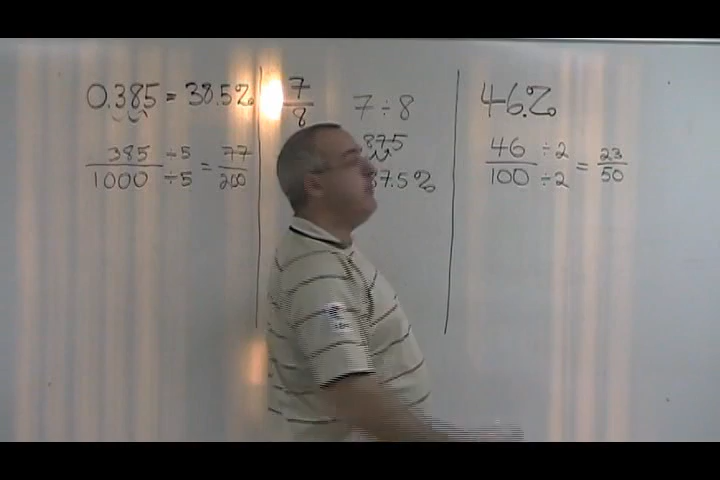 0.385 = 38.5%
385 ÷5 = 77
1000 ÷5 200
7
8
7 ÷ 8
875
7.5%
46.%
46 ÷2 = 23
100 ÷2 50